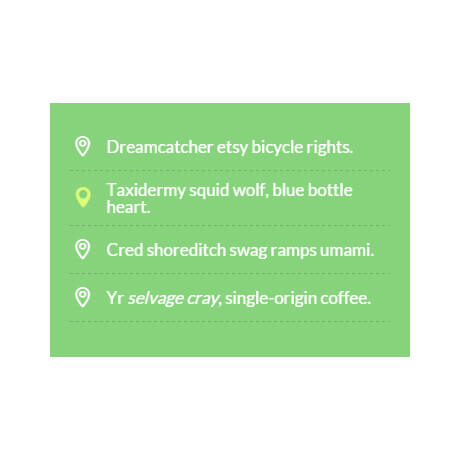 Dreamcatcher etsy bicycle rights.
Taxidermy squid wolf, blue bottle
heart.
Cred shoreditch swag ramps umami.
Yr selvage cray, single-origin coffee.